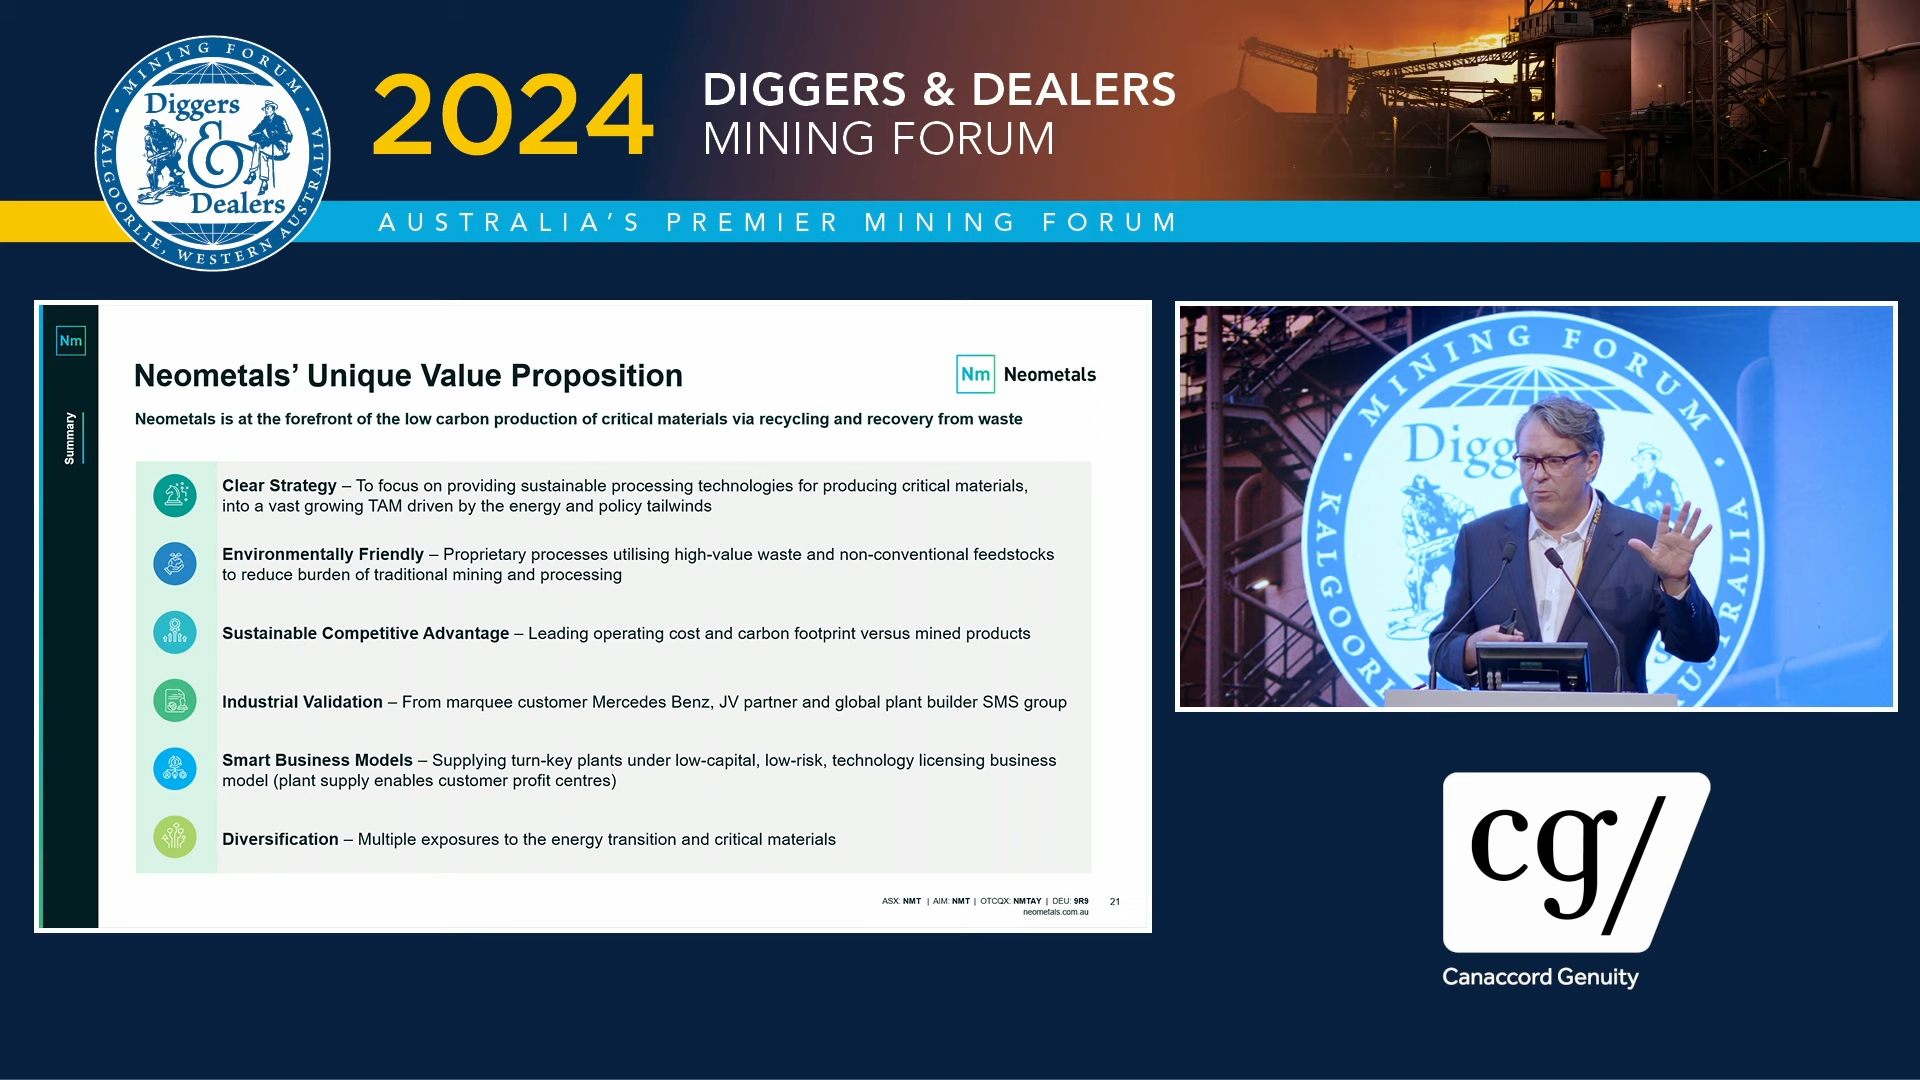 MINING FORUM
KALGOORLIE, WESTERN AUSTRALIA
Diggers
&
Dealers
2024
DIGGERS & DEALERS
MINING FORUM
AUSTRALIA’S PREMIER MINING FORUM
Nm
Summary
Neometals’ Unique Value Proposition
Nm Neometals
Neometals is at the forefront of the low carbon production of critical materials via recycling and recovery from waste
Clear Strategy – To focus on providing sustainable processing technologies for producing critical materials,
into a vast growing TAM driven by the energy and policy tailwinds
Environmentally Friendly – Proprietary processes utilising high-value waste and non-conventional feedstocks
to reduce burden of traditional mining and processing
Sustainable Competitive Advantage – Leading operating cost and carbon footprint versus mined products
Industrial Validation – From marquee customer Mercedes Benz, JV partner and global plant builder SMS group
Smart Business Models – Supplying turn-key plants under low-capital, low-risk, technology licensing business
model (plant supply enables customer profit centres)
Diversification – Multiple exposures to the energy transition and critical materials
ASX: NMT | AIM: NMT | OTCQX: NMTAY | DEU: 9R9
neometals.com.au
21
MINING FORUM
Digg
KALGOORL
USTRALIA
cg/
Canaccord Genuity